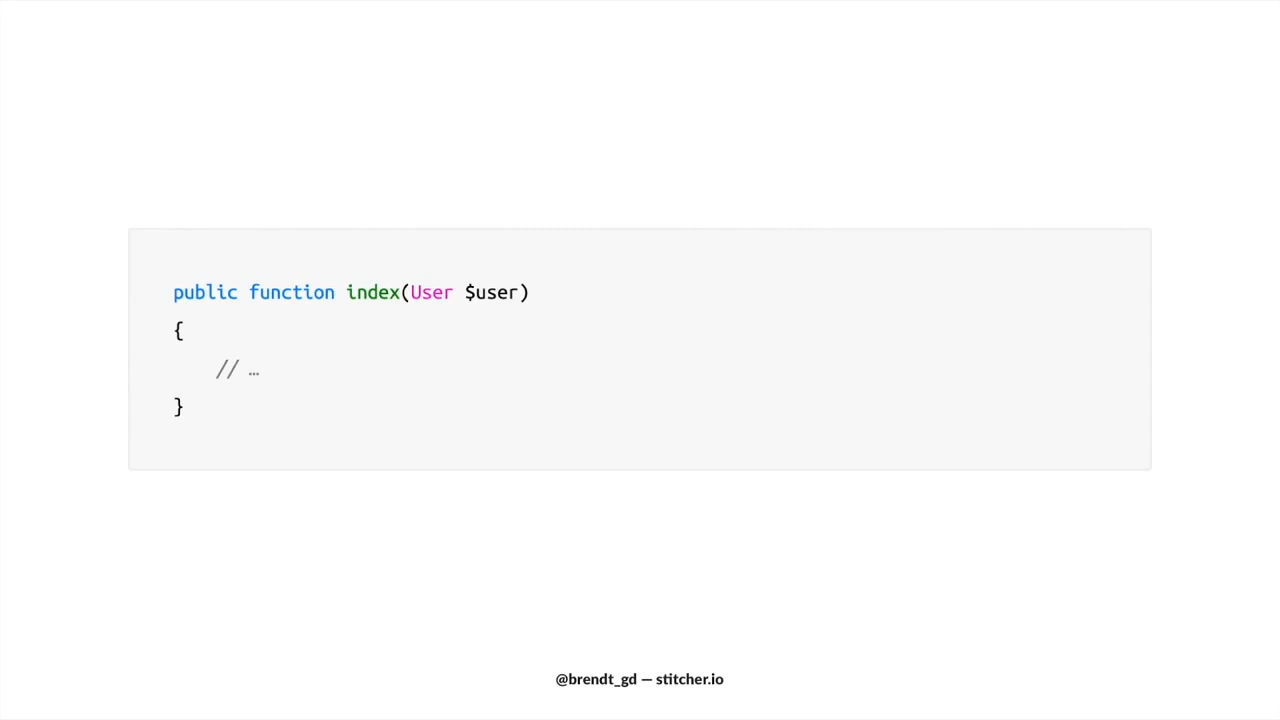 public function index(User $user)
{
    // …
}
@brendt_gd — stitcher.io